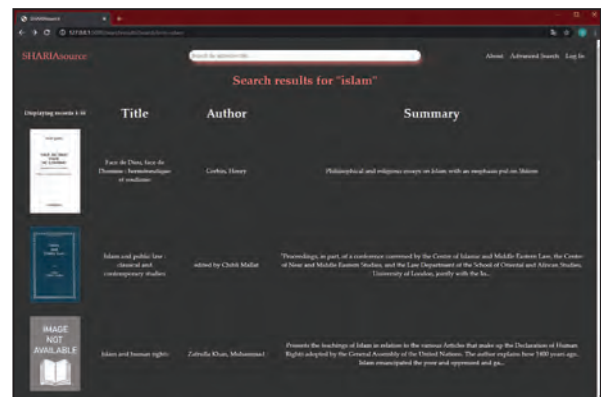 SHARIAsource
127.0.0.1
SHARIAsource
About Advanced Search Log In
Search results for "islam"
Displaying records 1-10
Title Author Summary
Face de Dieu, face de
l'homme : herméneutique
et soufisme
Corbin, Henry
Philosophical and religious essays on Islam with an emphasis put on Shiism
Islam and public law :
classical and
contemporary studies
edited by Chibli Mallat
"Proceedings, in part, of a conference convened by the Centre of Islamic and Middle Eastern Law, the Centre
of Near and Middle Eastern Studies, and the Law Department of the School of Oriental and African Studies,
University of London, jointly with the In...
IMAGE
NOT
AVAILABLE
Islam and human rights
Zafrulla Khan, Muhammad
Presents the teachings of Islam in relation to the various Articles that make up the Declaration of Human
Rights adopted by the General Assembly of the United Nations. The author explains how 1400 years ago,
Islam emancipated the poor and oppressed and ga...